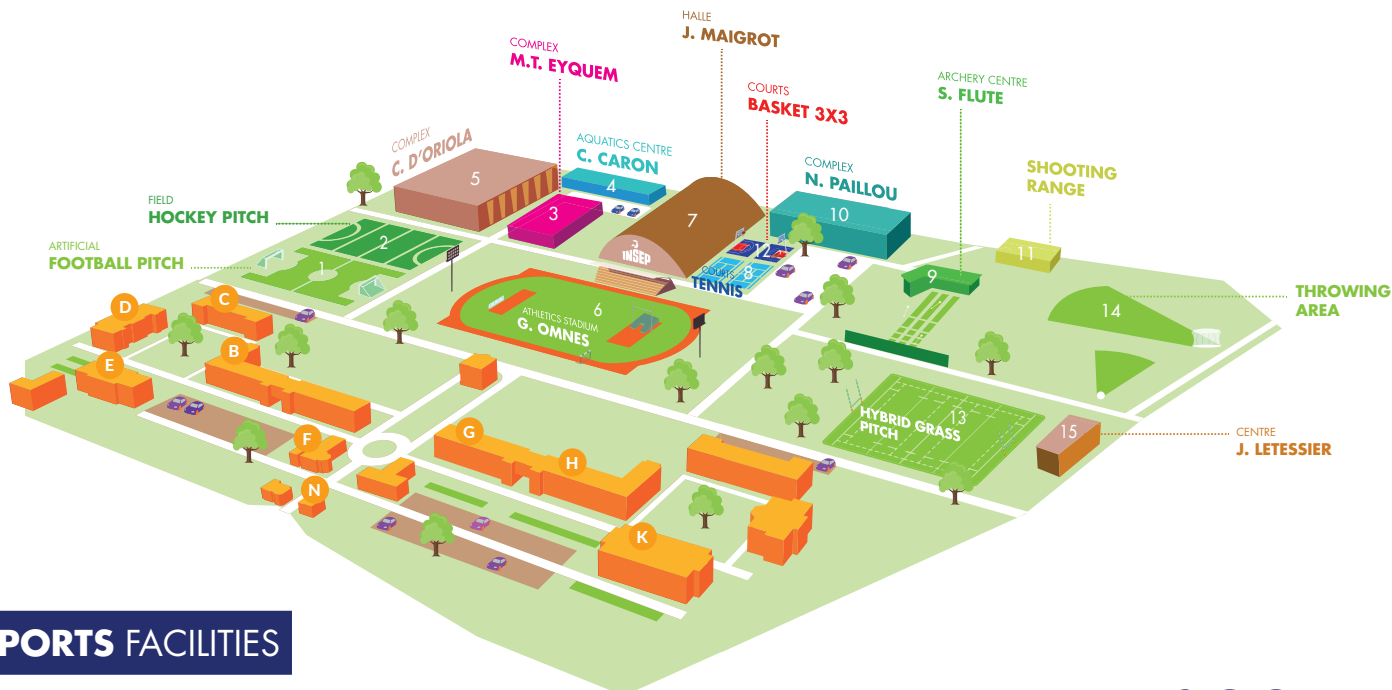 HALLE
J. MAIGROT
COMPLEX
M.T. EYQUEM
ARCHERY CENTRE
S. FLUTE
COURTS
BASKET 3X3
COMPLEX
C. D'ORIOLA
AQUATICS CENTRE
C. CARON
COMPLEX
N. PAILLOU
SHOOTING
RANGE
5
4
3
7
10
FIELD
HOCKEY PITCH
2
ARTIFICIAL
FOOTBALL PITCH
1
INSEP
12
COURTS
8
TENNIS
11
9
THROWING
AREA
14
6
ATHLETICS STADIUM
G. OMNES
D
C
B
E
13
HYBRID GRASS
PITCH
15
CENTRE
J. LETESSIER
G
F
H
N
K
PORTS FACILITIES